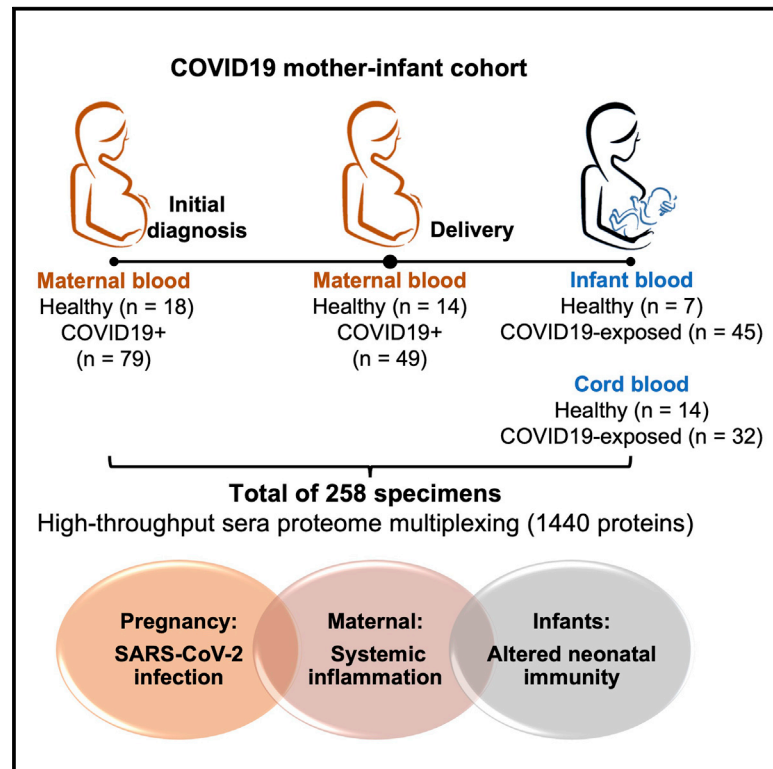 COVID19 mother-infant cohort
Initial
diagnosis
Delivery
Maternal blood
Healthy (n = 18)
COVID19+
(n = 79)
Maternal blood
Healthy (n = 14)
COVID19+
(n = 49)
Infant blood
Healthy (n = 7)
COVID19-exposed (n = 45)
Cord blood
Healthy (n = 14)
COVID19-exposed (n = 32)
Total of 258 specimens
High-throughput sera proteome multiplexing (1440 proteins)
Pregnancy:
SARS-CoV-2
infection
Maternal:
Systemic
inflammation
Infants:
Altered neonatal
immunity